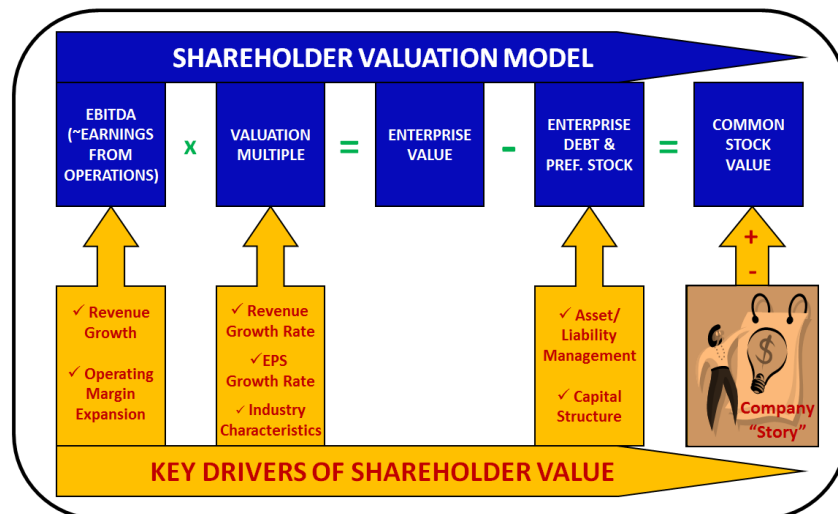 SHAREHOLDER VALUATION MODEL
EBITDA
(~EARNINGS
FROM
OPERATIONS)
x
VALUATION
MULTIPLE
=
ENTERPRISE
VALUE
-
ENTERPRISE
DEBT &
PREF. STOCK
=
COMMON
STOCK
VALUE
✓ Revenue
Growth
✓ Operating
Margin
Expansion
✓ Revenue
Growth Rate
✓ EPS
Growth Rate
✓ Industry
Characteristics
✓ Asset/
Liability
Management
✓ Capital
Structure
+
-
$
Company
“Story”
KEY DRIVERS OF SHAREHOLDER VALUE